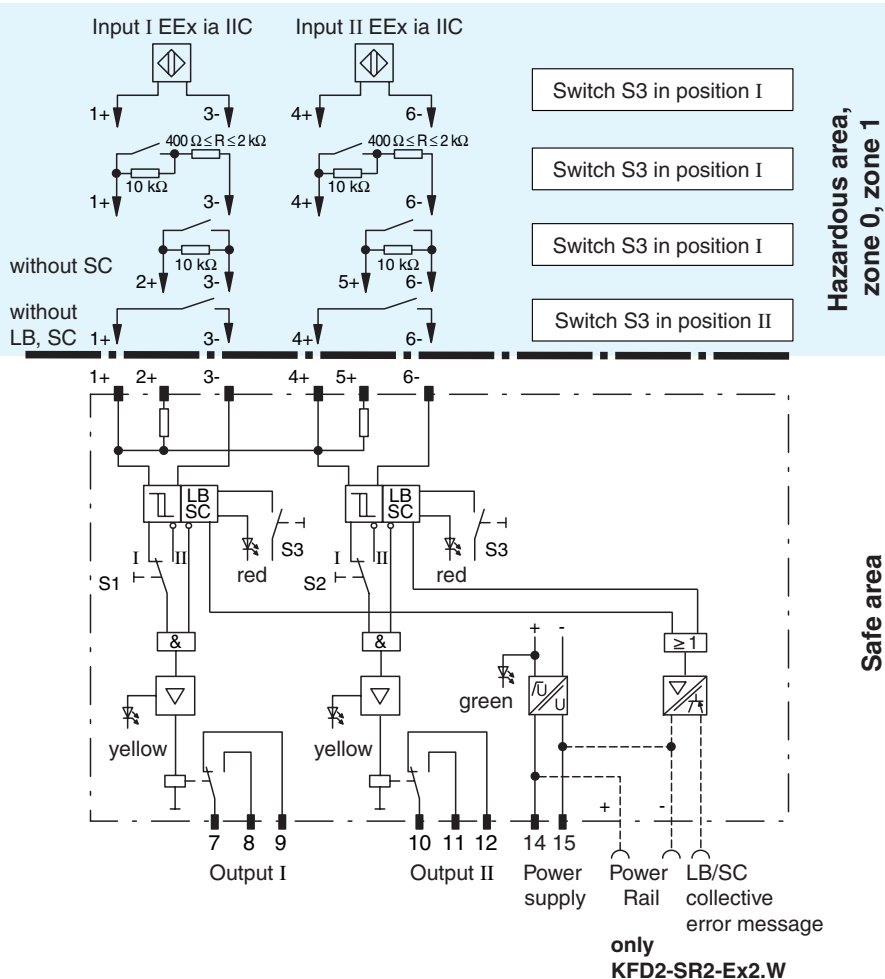 Input I EEx ia IIC
Input II EEx ia IIC
Switch S3 in position I
1+
3-
4+
6-
400 Ω ≤ R ≤ 2 kΩ
400 Ω ≤ R ≤ 2 kΩ
Switch S3 in position I
10 kΩ
10 kΩ
1+
3-
4+
6-
Switch S3 in position I
without SC
10 kΩ
10 kΩ
2+
3-
5+
6-
without
LB, SC
Switch S3 in position II
1+
3-
4+
6-
Hazardous area,
zone 0, zone 1
1+
2+
3-
4+
5+
6-
LB
SC
LB
SC
I
II
S3
I
II
S3
S1
red
S2
red
Safe area
&
&
+
-
≥ 1
green
U
U
yellow
yellow
+
-
7
8
9
10
11
12
14
15
Output I
Output II
Power
supply
Power
Rail
LB/SC
collective
error message
only
KFD2-SR2-Ex2.W